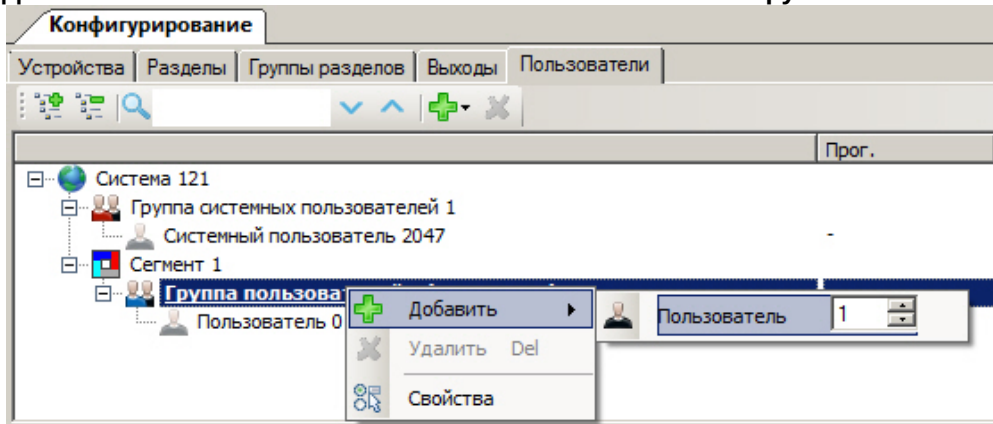 Конфигурирование
Устройства Разделы Группы разделов Выходы Пользователи
Прог.
Система 121
Группа системных пользователей 1
Системный пользователь 2047 -
Сегмент 1
Группа пользова
Добавить Пользователь 1
Пользователь 0
Удалить Del
Свойства